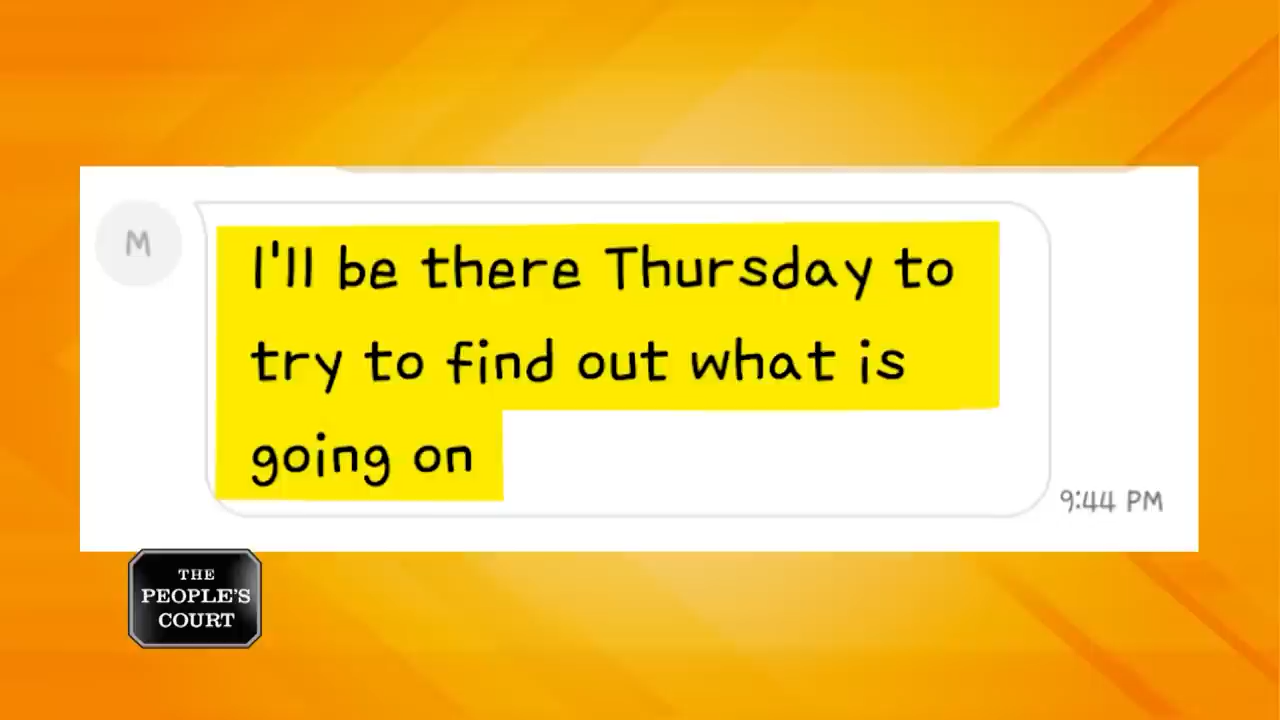 M
I'll be there Thursday to
try to find out what is
going on
9:44 PM
THE
PEOPLE'S
COURT